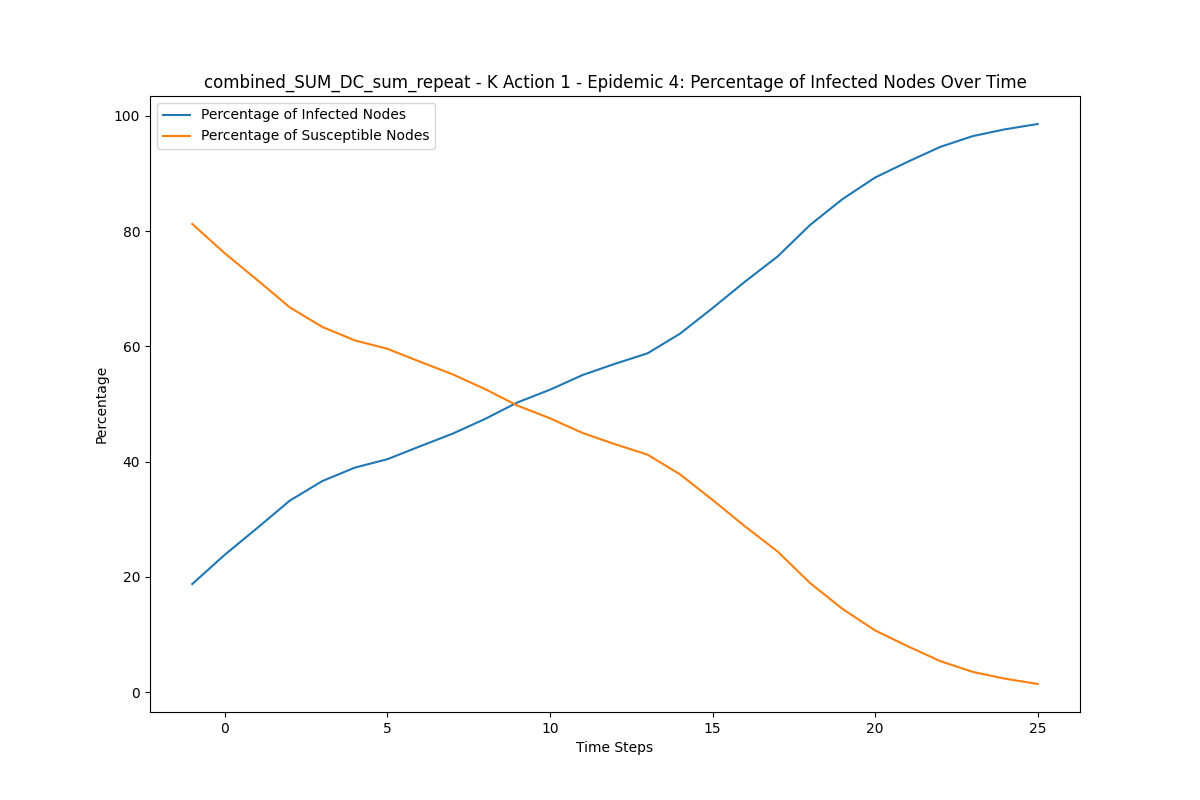 combined_SUM_DC_sum_repeat - K Action 1 - Epidemic 4: Percentage of Infected Nodes Over Time
Percentage of Infected Nodes
Percentage of Susceptible Nodes
100
80
60
40
20
0
Percentage
0 5 10 15 20 25
Time Steps